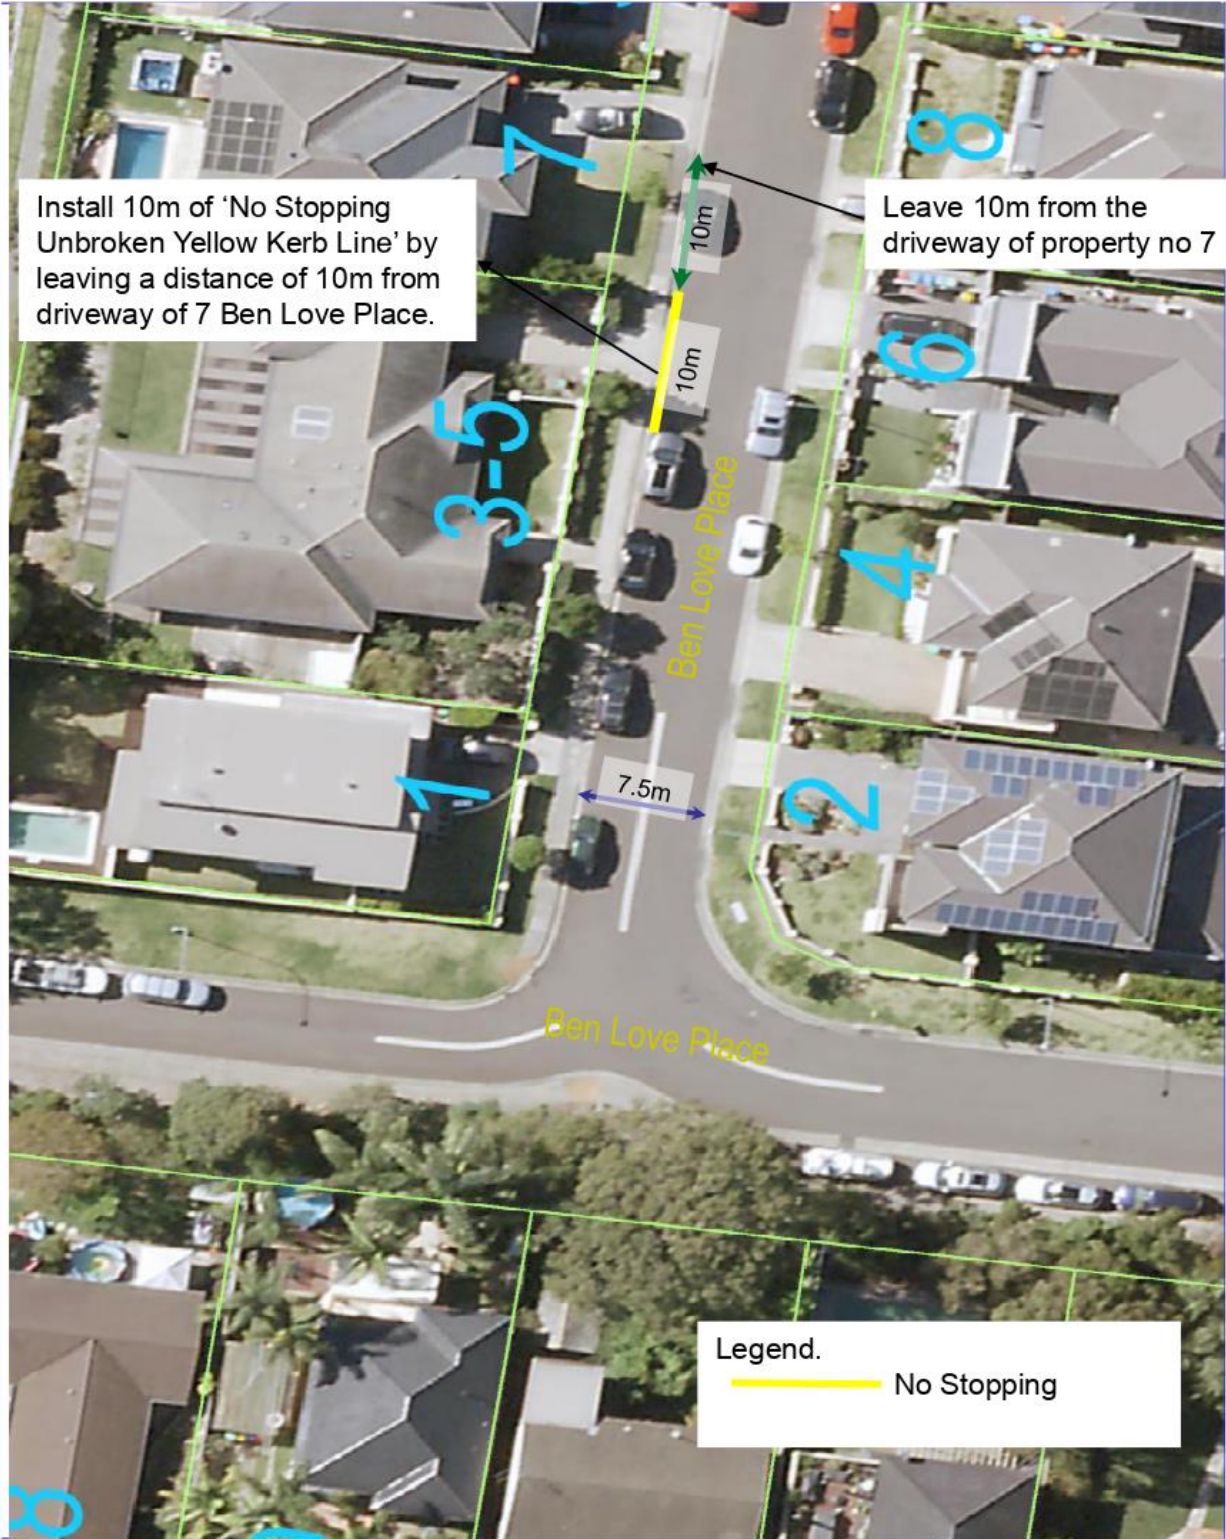 7
8
Install 10m of ‘No Stopping
Unbroken Yellow Kerb Line’ by
leaving a distance of 10m from
driveway of 7 Ben Love Place.
Leave 10m from the
driveway of property no 7
10m
10m
6
3-5
Ben Love Place
4
1
7.5m
2
Ben Love Place
Legend.
No Stopping
8